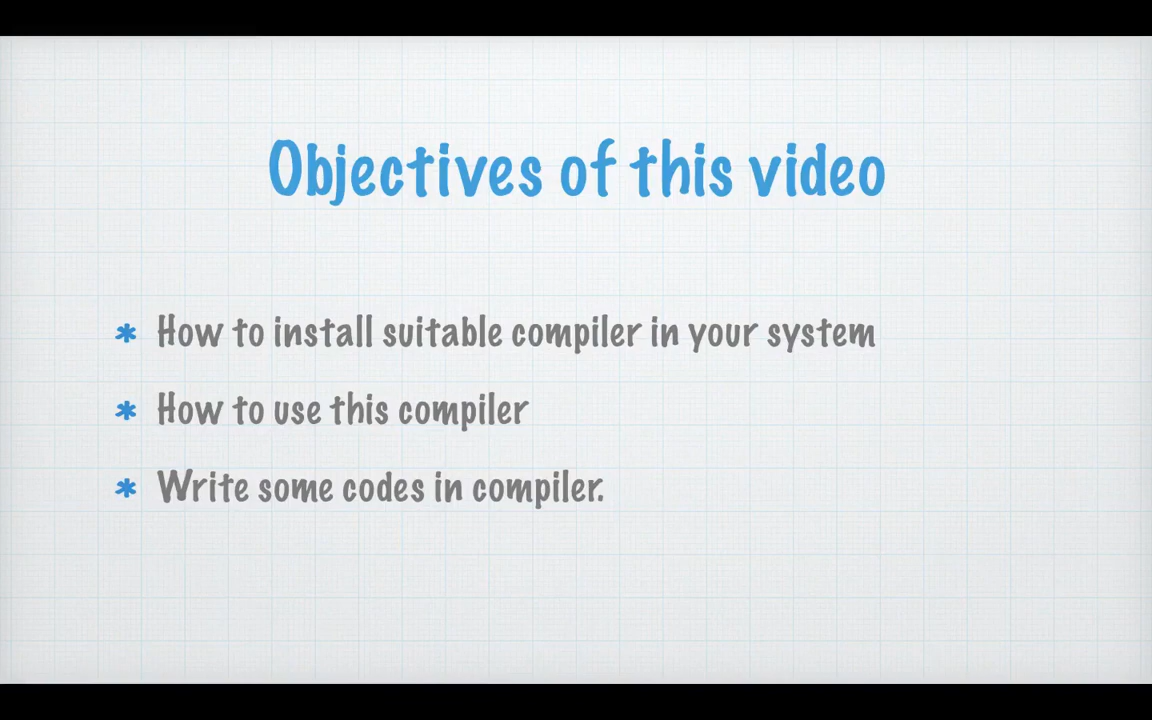 Objectives of this video
* How to install suitable compiler in your system
* How to use this compiler
* Write some codes in compiler.